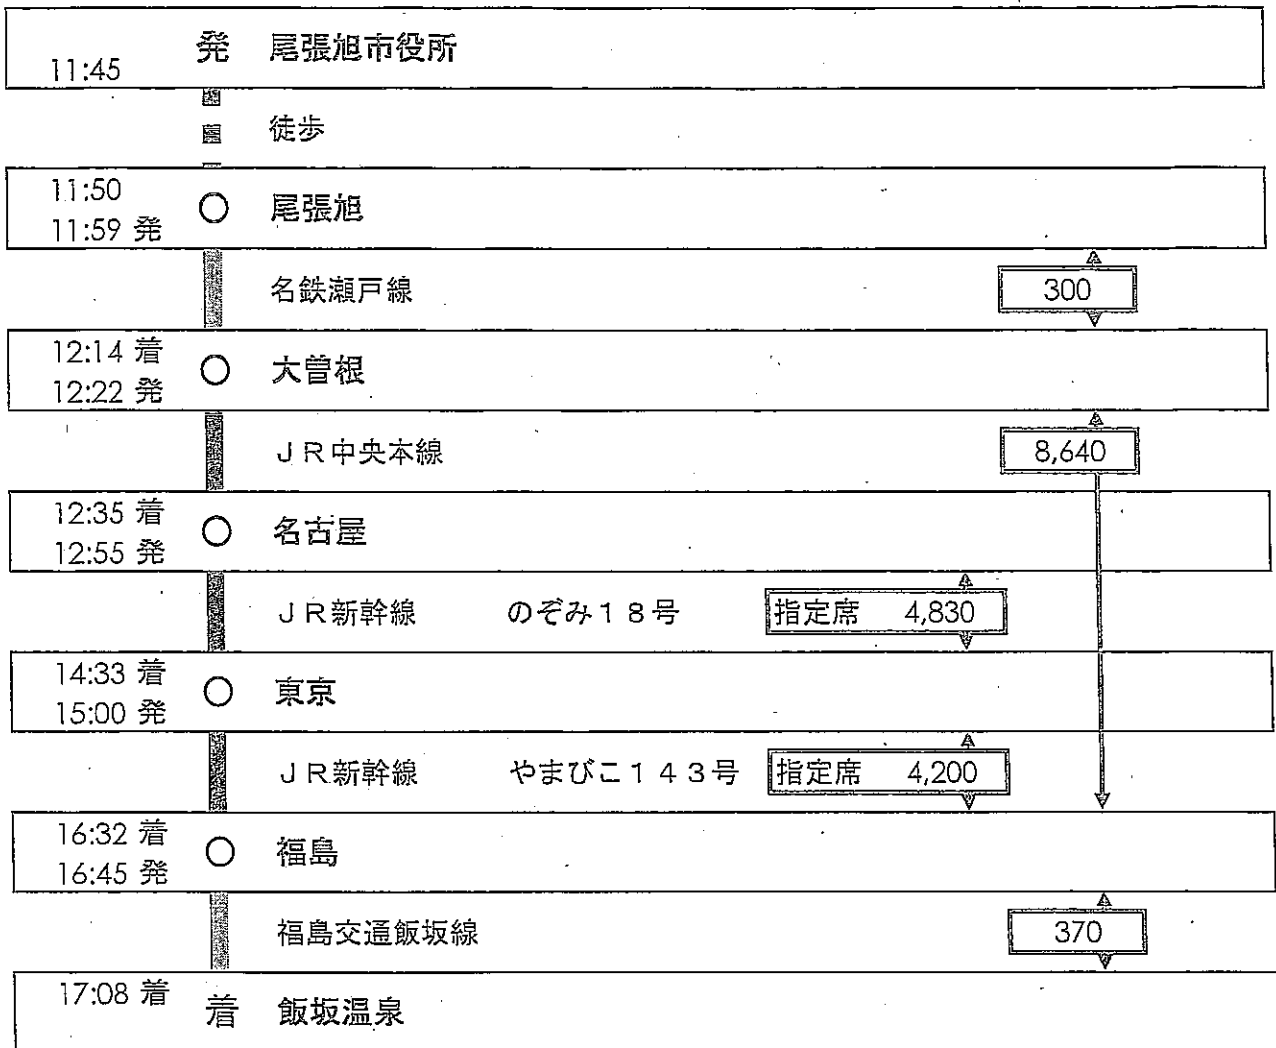 発 尾張旭市役所
11:45
徒歩
11:50
11:59 発
○ 尾張旭
名鉄瀬戸線 300
12:14 着
12:22 発
○ 大曽根
JR中央本線 8,640
12:35 着
12:55 発
○ 名古屋
JR新幹線 のぞみ18号 指定席 4,830
14:33 着
15:00 発
○ 東京
JR新幹線 やまびこ143号 指定席 4,200
16:32 着
16:45 発
○ 福島
福島交通飯坂線 370
17:08 着
着 飯坂温泉